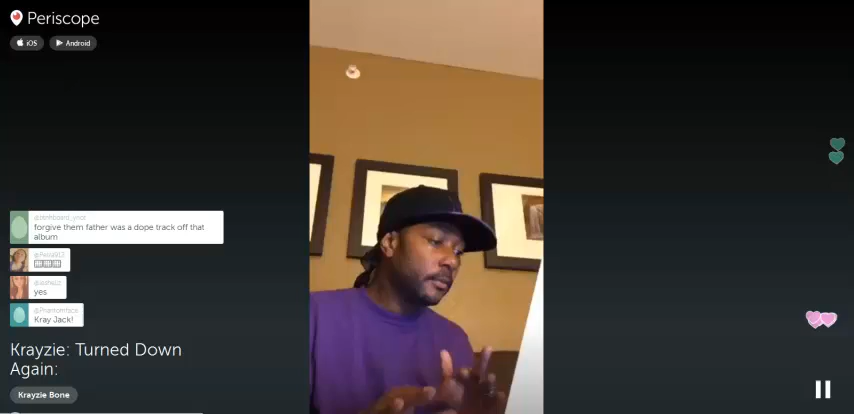 Periscope
iOS
Android
forgive them father was a dope track off that
album
yes
Kray Jack!
Krayzie: Turned Down
Again:
Krayzie Bone